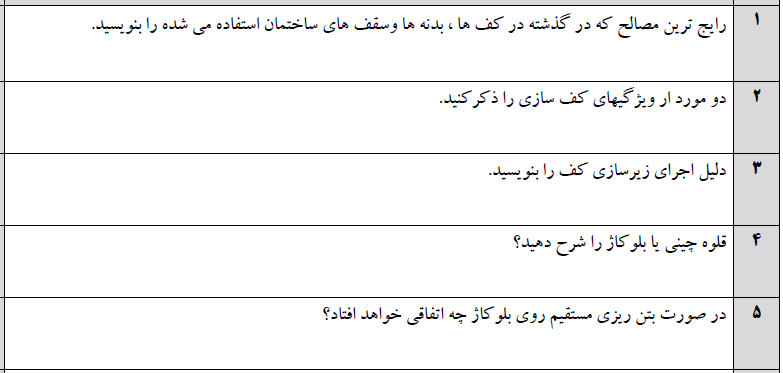 ۱ رایج ترین مصالح که در گذشته در کف ها ، بدنه ها وسقف های ساختمان استفاده می شده را بنویسید.
۲ دو مورد ار ویژگیهای کف سازی را ذکرکنید.
۳ دلیل اجرای زیرسازی کف را بنویسید.
۴ قلوه چینی یا بلوکاژ را شرح دهید؟
۵ در صورت بتن ریزی مستقیم روی بلوکاژ چه اتفاقی خواهد افتاد؟